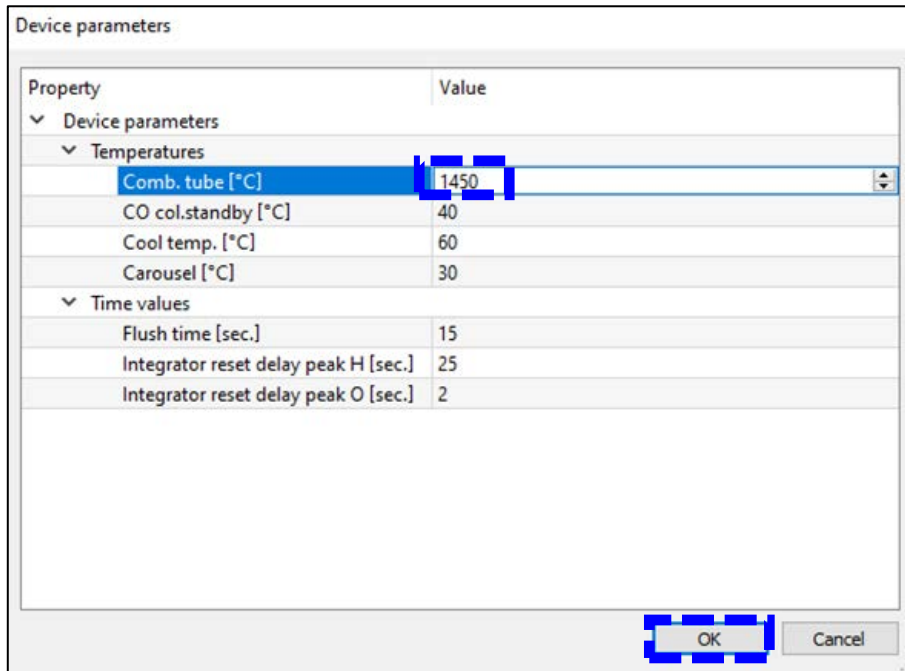 Device parameters
Property Value
Device parameters
Temperatures
Comb. tube [°C] 1450
CO col.standby [°C] 40
Cool temp. [°C] 60
Carousel [°C] 30
Time values
Flush time [sec.] 15
Integrator reset delay peak H [sec.] 25
Integrator reset delay peak O [sec.] 2
OK Cancel